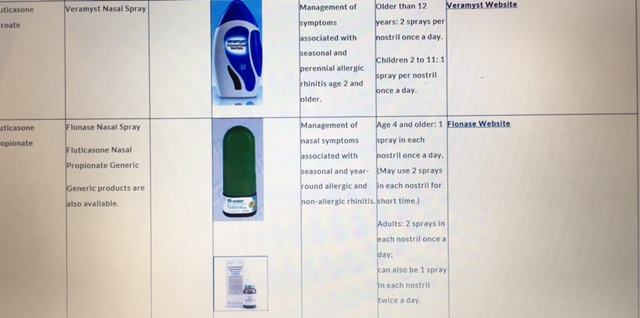 uticasone
roate
Veramyst Nasal Spray
Management of
symptoms
associated with
seasonal and
perennial allergic
rhinitis age 2 and
older.
Older than 12
years: 2 sprays per
nostril once a day.
Children 2 to 11: 1
spray per nostril
once a day.
Veramyst Website
uticasone
opionate
Flonase Nasal Spray
Fluticasone Nasal
Propionate Generic
Generic products are
also available.
Management of
nasal symptoms
associated with
seasonal and year-
round allergic and
non-allergic rhinitis.
Age 4 and older: 1
spray in each
nostril once a day.
(May use 2 sprays
in each nostril for
short time.)
Adults: 2 sprays in
each nostril once a
day;
can also be 1 spray
in each nostril
twice a day.
Flonase Website